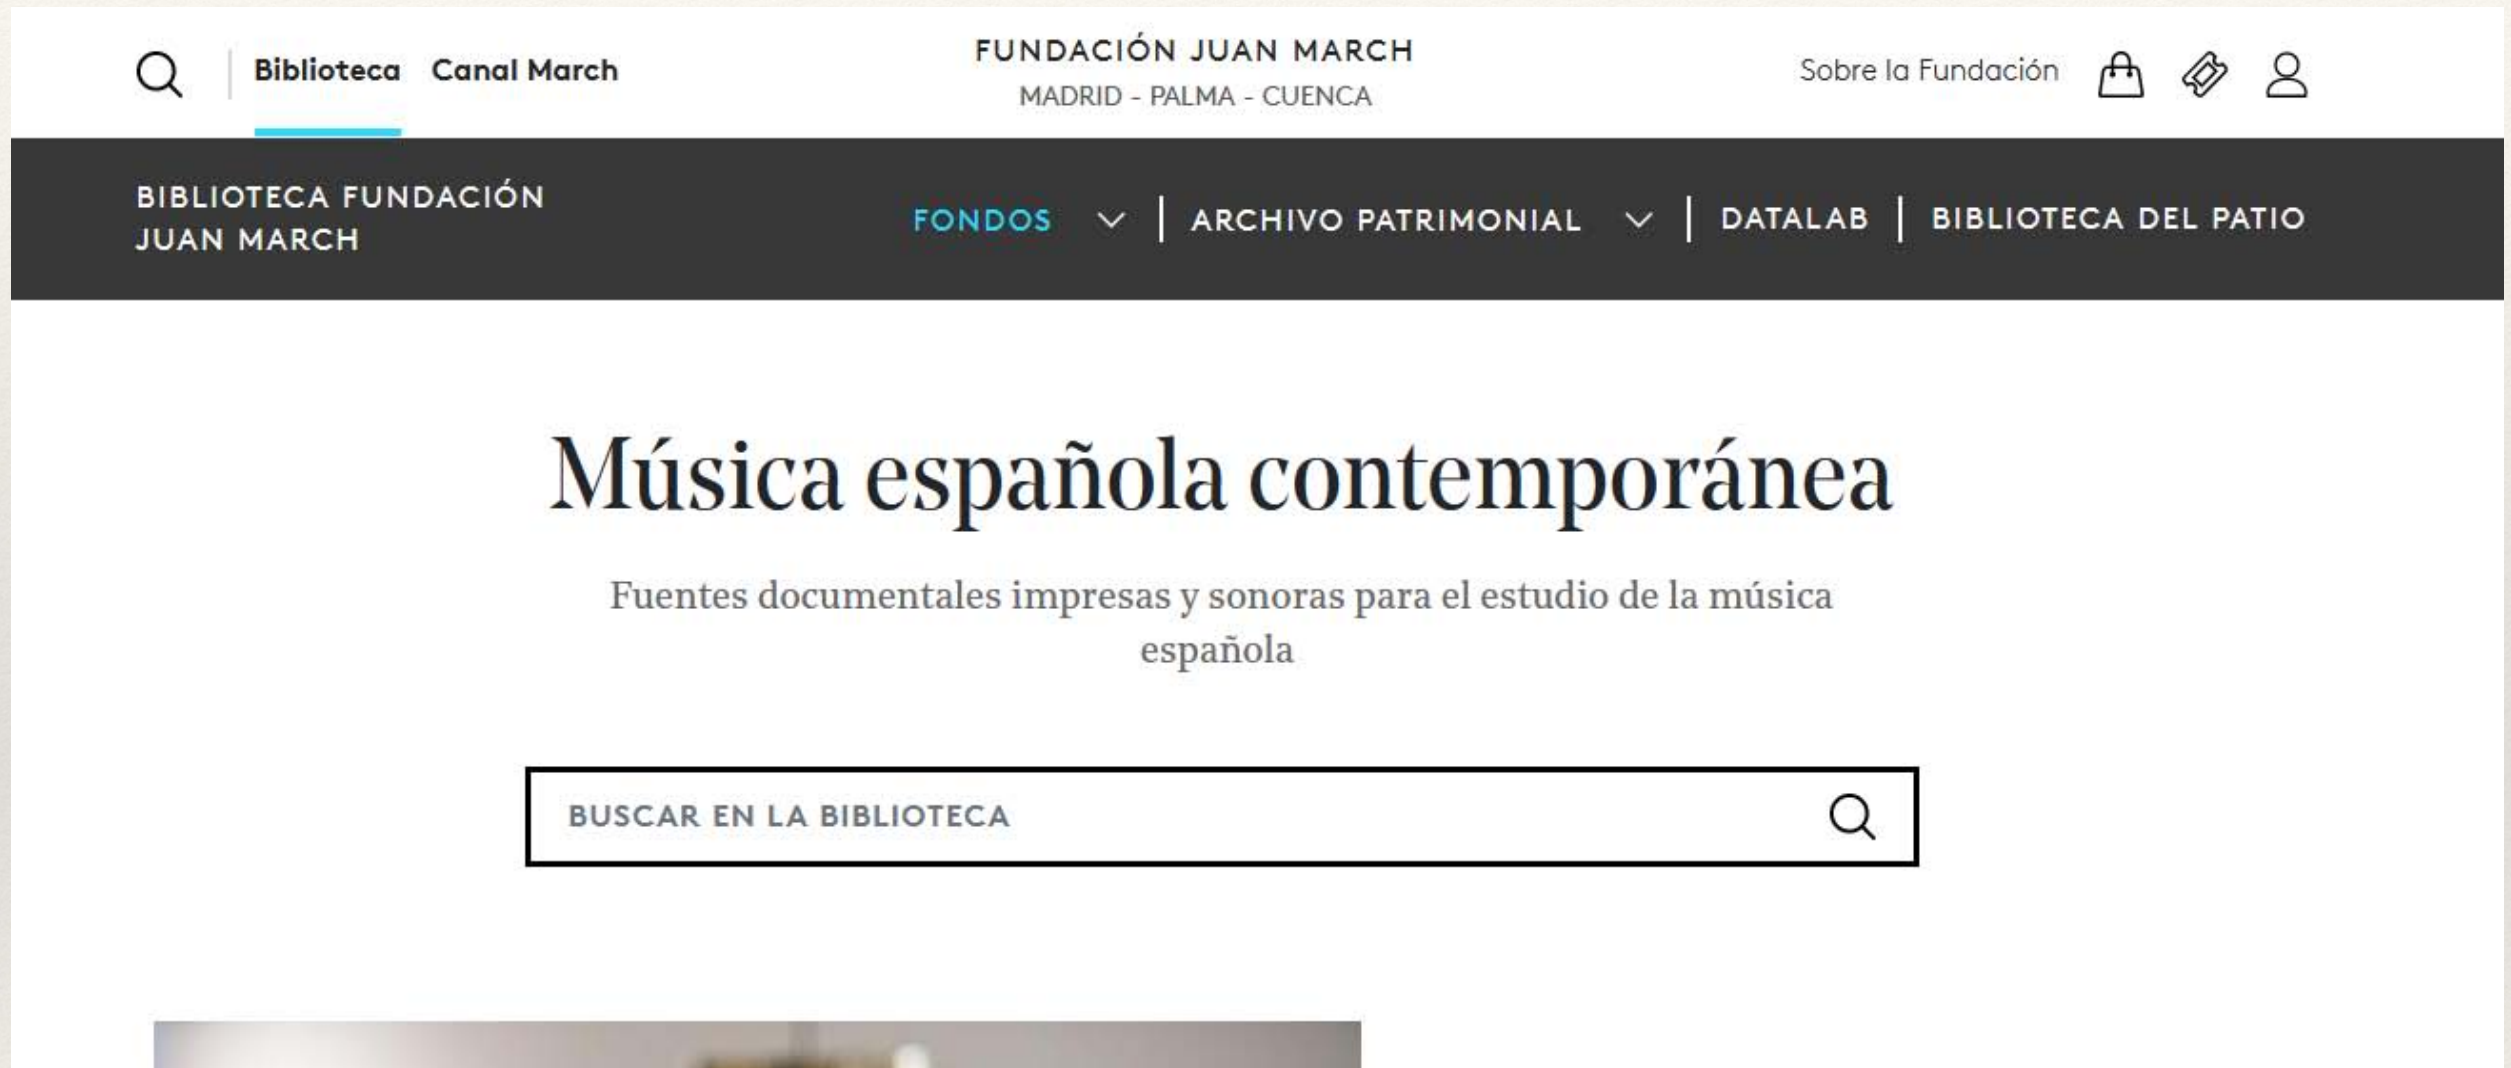 Biblioteca Canal March
FUNDACIÓN JUAN MARCH
MADRID - PALMA - CUENCA
Sobre la Fundación
BIBLIOTECA FUNDACIÓN
JUAN MARCH
FONDOS
ARCHIVO PATRIMONIAL
DATALAB
BIBLIOTECA DEL PATIO
Música española contemporánea
Fuentes documentales impresas y sonoras para el estudio de la música
española
BUSCAR EN LA BIBLIOTECA